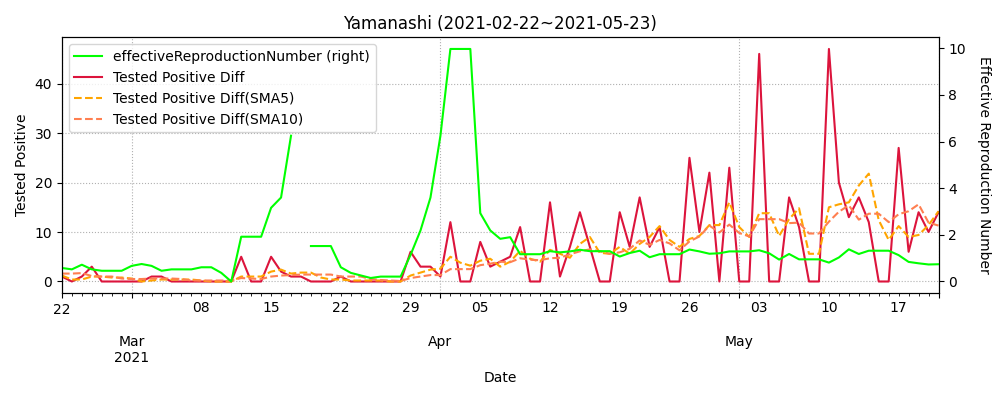 Yamanashi (2021-02-22~2021-05-23)
effectiveReproductionNumber (right)
Tested Positive Diff
Tested Positive Diff(SMA5)
Tested Positive Diff(SMA10)
Tested Positive
40
30
20
10
0
Effective Reproduction Number
10
8
6
4
2
0
22 08 15 22 29 05 12 19 26 03 10 17
Mar Apr May
2021
Date